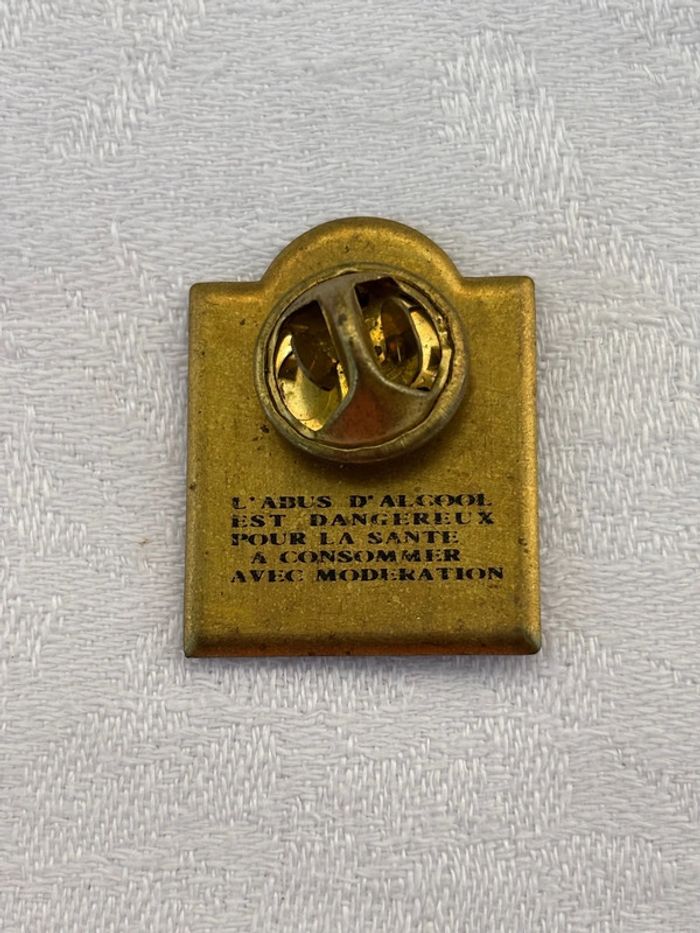 L'ABUS D'ALCOOL
EST DANGEREUX
POUR LA SANTE
A CONSOMMER
AVEC MODERATION